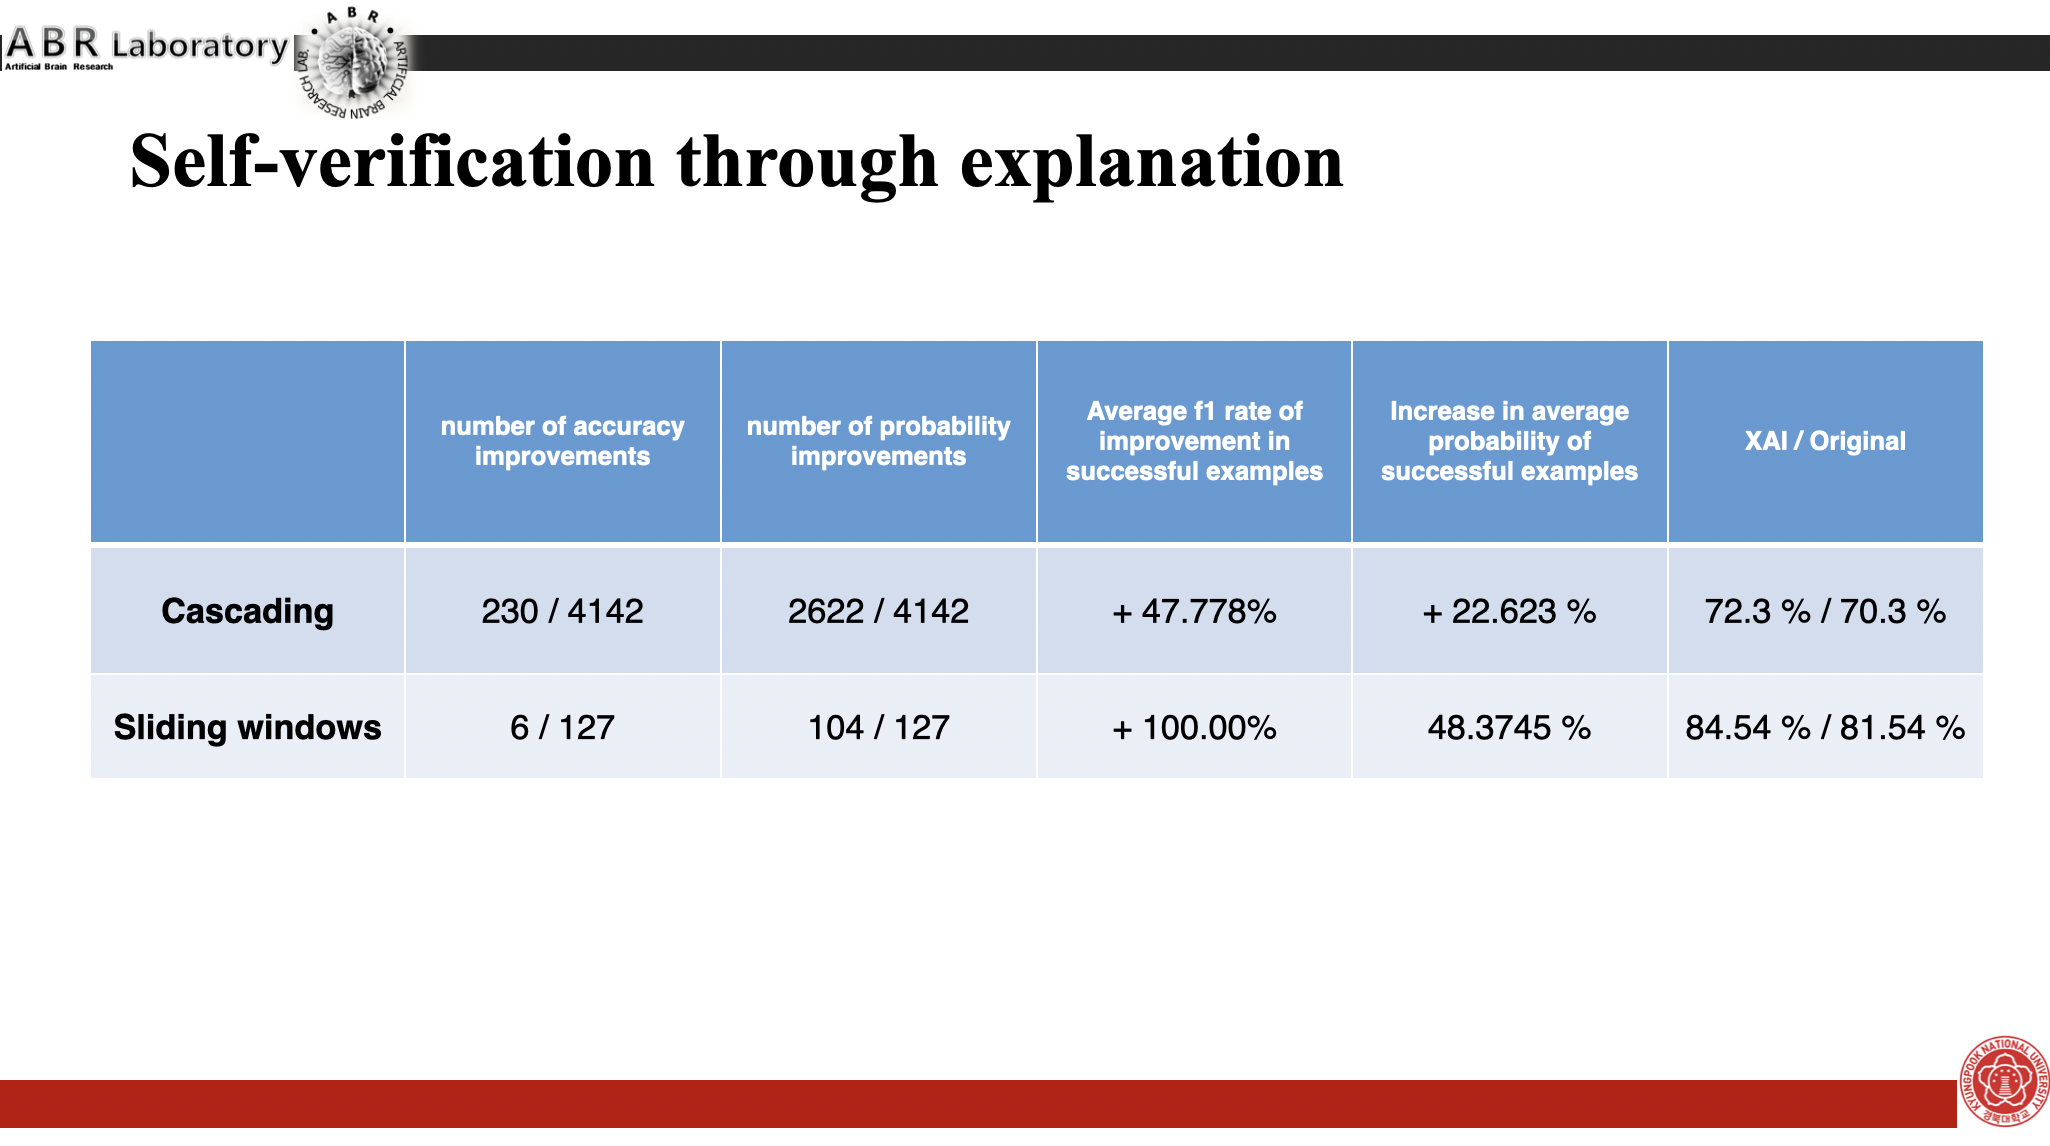 ABR Laboratory
Artificial Brain Research
A B R
ARTIFICIAL BRAIN RESEARCH LAB.
Self-verification through explanation
number of accuracy
improvements
number of probability
improvements
Average f1 rate of
improvement in
successful examples
Increase in average
probability of
successful examples
XAI / Original
Cascading
230 / 4142
2622 / 4142
+ 47.778%
+ 22.623 %
72.3 % / 70.3 %
Sliding windows
6 / 127
104 / 127
+ 100.00%
48.3745 %
84.54 % / 81.54 %
KYUNGPOOK NATIONAL UNIVERSITY
경북대학교